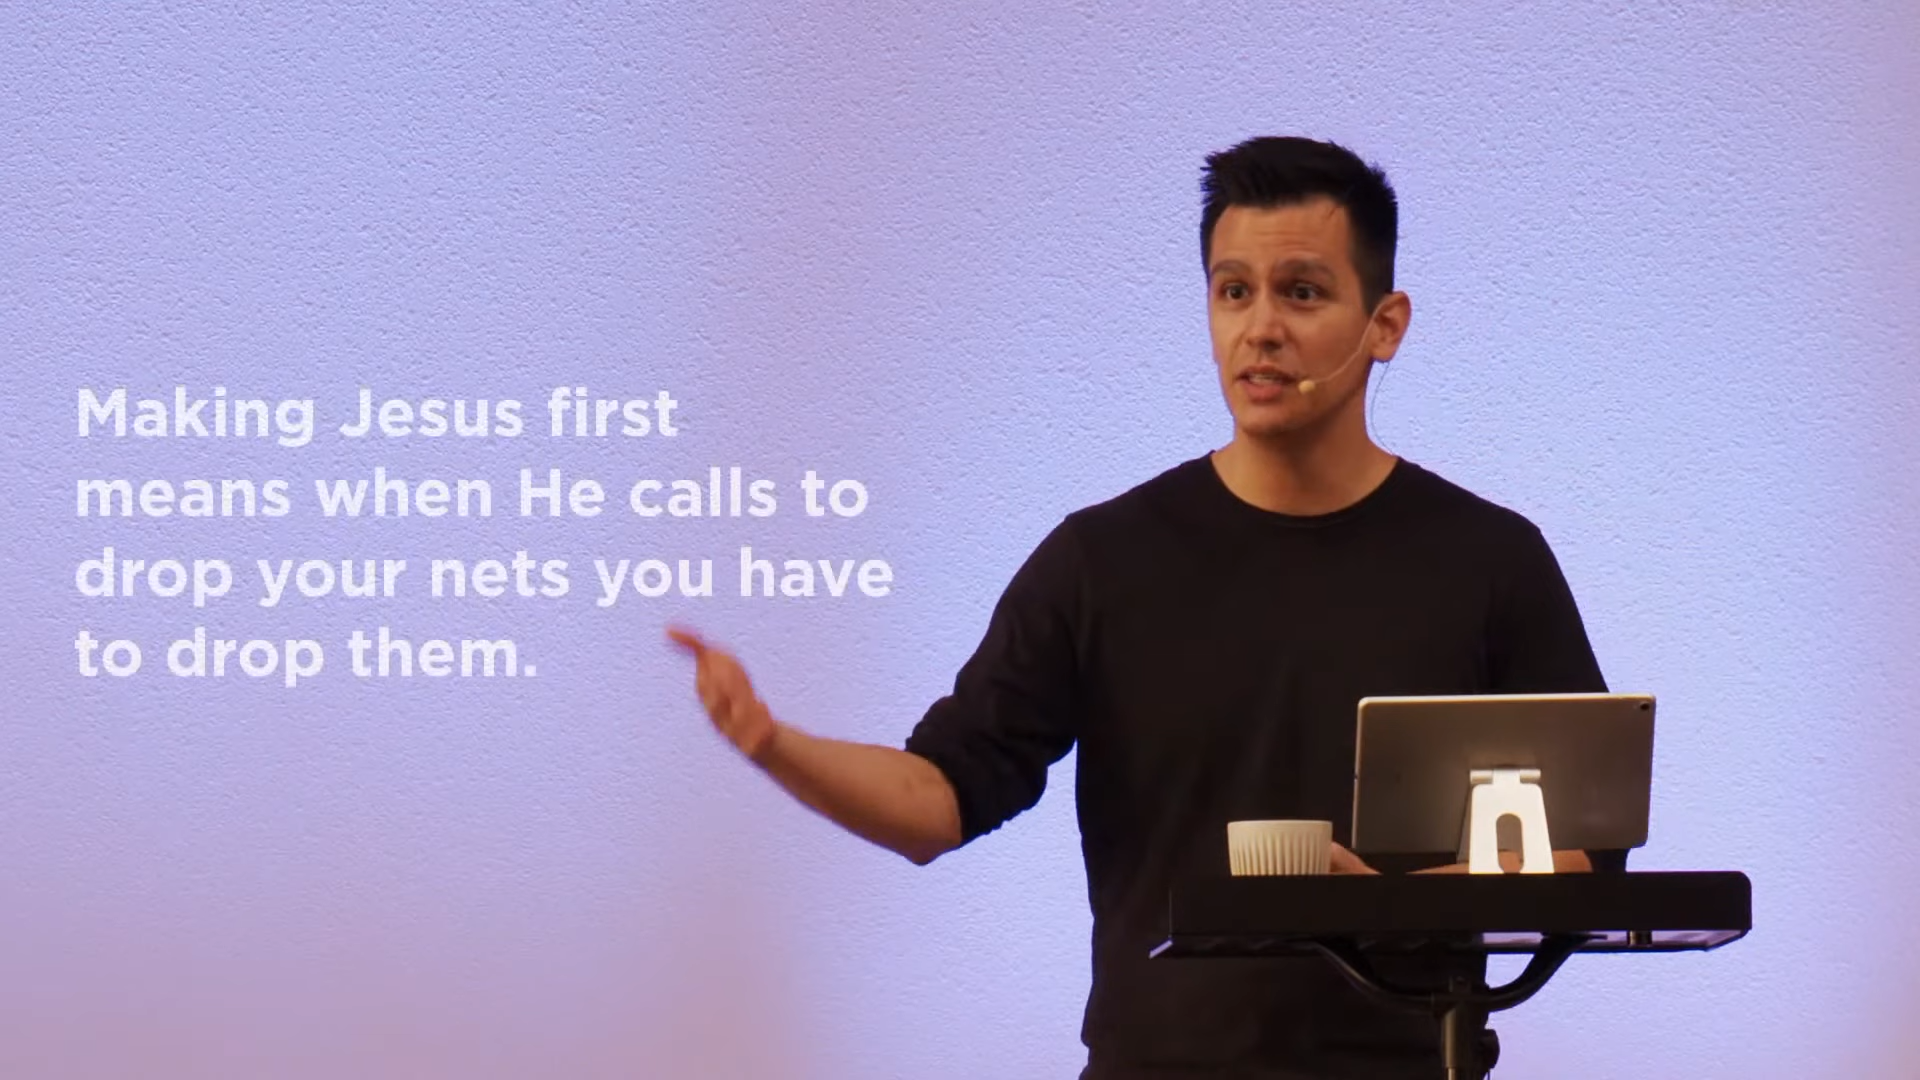 Making Jesus first
means when He calls to
drop your nets you have
to drop them.